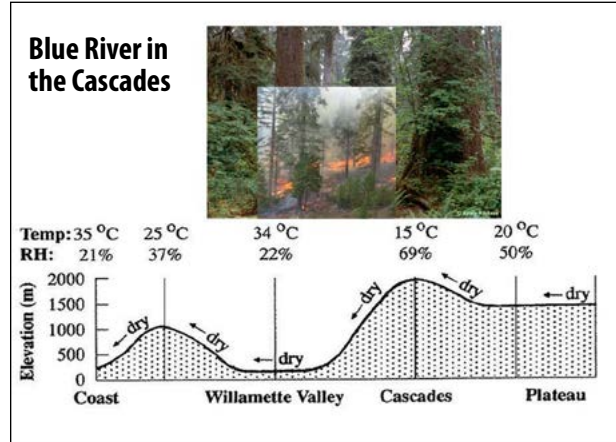 Blue River in
the Cascades
Temp: 35 °C 25 °C 34 °C 15 °C 20 °C
RH: 21% 37% 22% 69% 50%
Elevation (m)
2000
1500
1000
500
0
dry
dry
dry
dry
dry
dry
Coast Willamette Valley Cascades Plateau